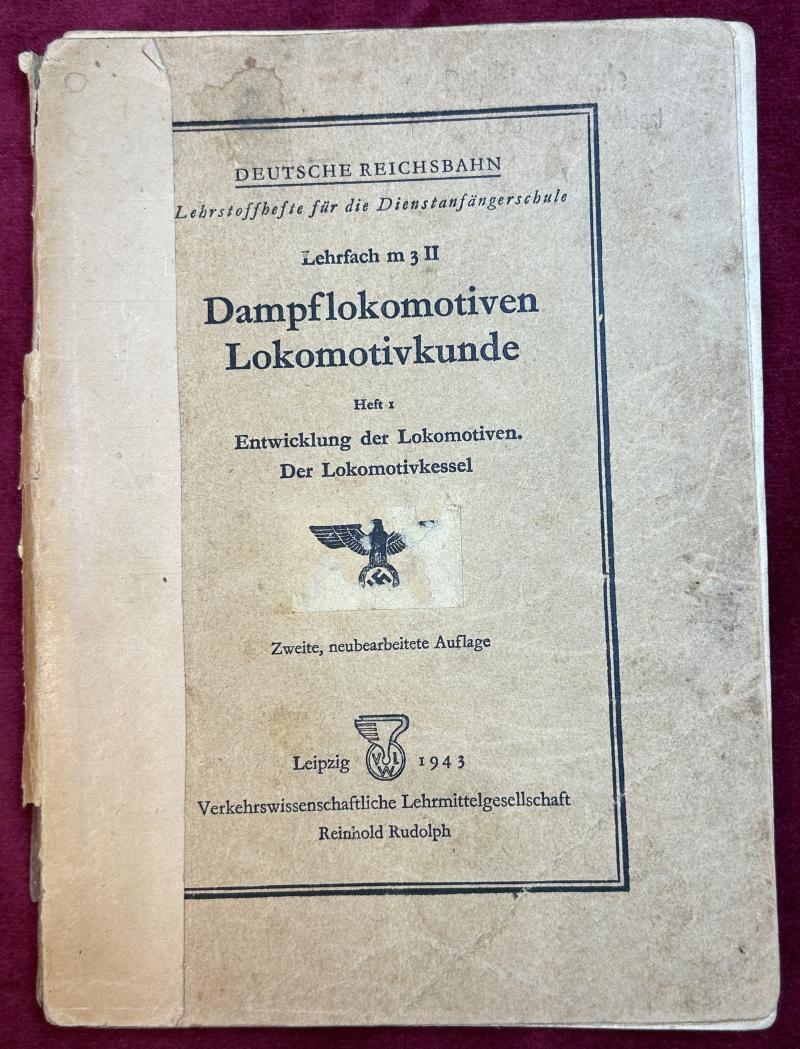 DEUTSCHE REICHSBAHN
Lehrstoffhefte für die Dienstanfängerschule
Lehrfach m 3 II
Dampflokomotiven
Lokomotivkunde
Heft 1
Entwicklung der Lokomotiven.
Der Lokomotivkessel
Zweite, neubearbeitete Auflage
Leipzig VWL 1943
Verkehrswissenschaftliche Lehrmittelgesellschaft
Reinhold Rudolph